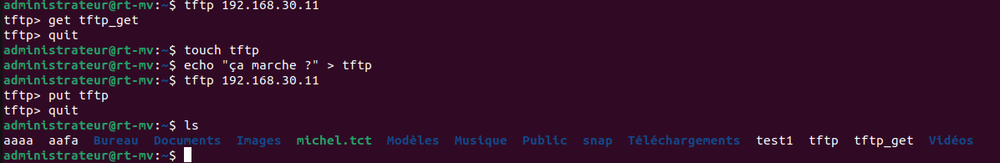 administrateur@rt-mv:~$ tftp 192.168.30.11
tftp> get tftp_get
tftp> quit
administrateur@rt-mv:~$ touch tftp
administrateur@rt-mv:~$ echo "ça marche ?" > tftp
administrateur@rt-mv:~$ tftp 192.168.30.11
tftp> put tftp
tftp> quit
administrateur@rt-mv:~$ ls
aaaa aafa Bureau Documents Images michel.tct Modèles Musique Public snap Téléchargements test1 tftp tftp_get Vidéos
administrateur@rt-mv:~$